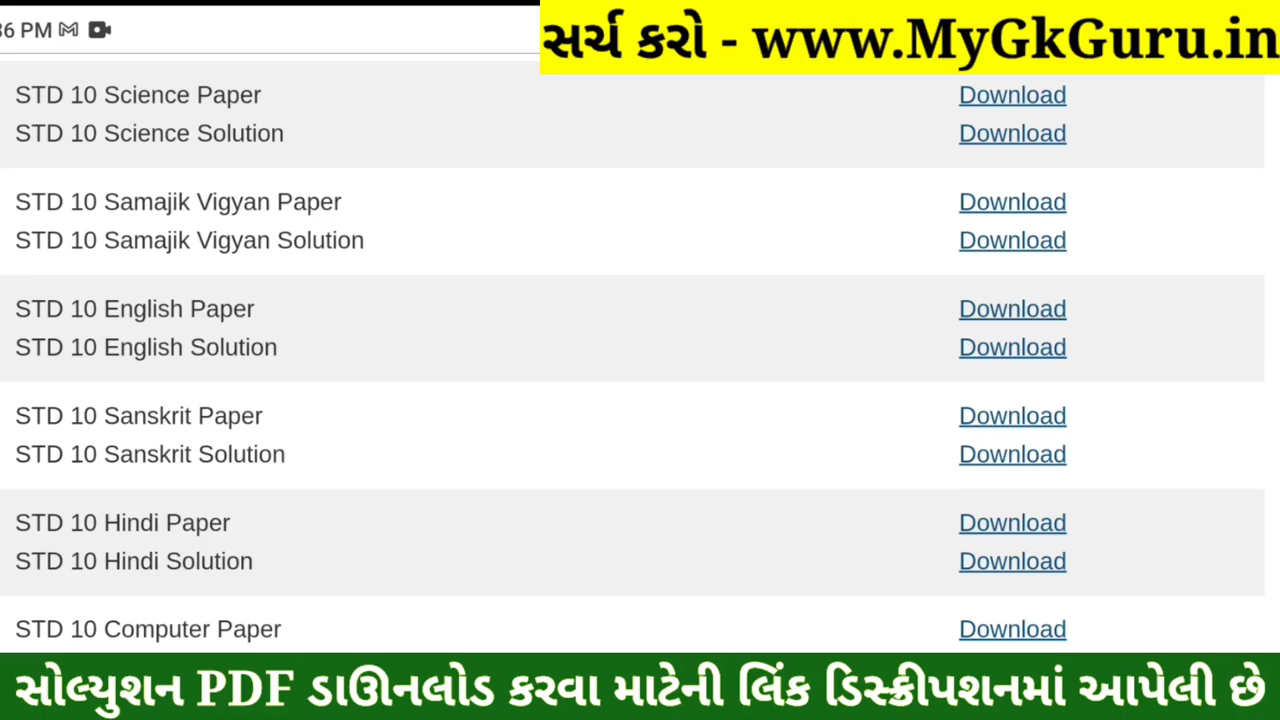 36 PM
સર્ચ કરો - www.MyGkGuru.in
STD 10 Science Paper Download
STD 10 Science Solution Download
STD 10 Samajik Vigyan Paper Download
STD 10 Samajik Vigyan Solution Download
STD 10 English Paper Download
STD 10 English Solution Download
STD 10 Sanskrit Paper Download
STD 10 Sanskrit Solution Download
STD 10 Hindi Paper Download
STD 10 Hindi Solution Download
STD 10 Computer Paper Download
સોલ્યુશન PDF ડાઊનલોડ કરવા માટેની લિંક ડિસ્ક્રીપશનમાં આપેલી છે